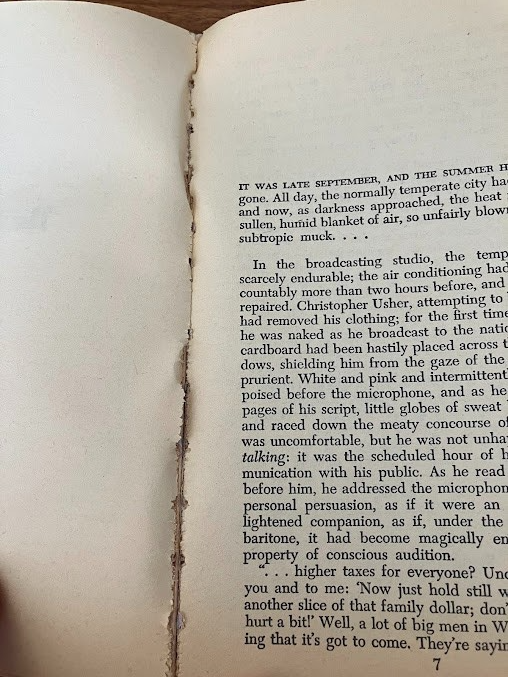 IT WAS LATE SEPTEMBER, AND THE SUMMER H
gone. All day, the normally temperate city ha
and now, as darkness approached, the heat
sullen, humid blanket of air, so unfairly blow
subtropic muck. . . .
In the broadcasting studio, the temp
scarcely endurable; the air conditioning had
countably more than two hours before, and
repaired. Christopher Usher, attempting to
had removed his clothing; for the first time
he was naked as he broadcast to the natio
cardboard had been hastily placed across t
dows, shielding him from the gaze of the
prurient. White and pink and intermittent
poised before the microphone, and as he
pages of his script, little globes of sweat
and raced down the meaty concourse of
was uncomfortable, but he was not unha
talking: it was the scheduled hour of h
munication with his public. As he read
before him, he addressed the microphon
personal persuasion, as if it were an
lightened companion, as if, under the
baritone, it had become magically en
property of conscious audition.
". . . higher taxes for everyone? Unc
you and to me: 'Now just hold still w
another slice of that family dollar; don'
hurt a bit!' Well, a lot of big men in W
ing that it's got to come. They're sayin
7